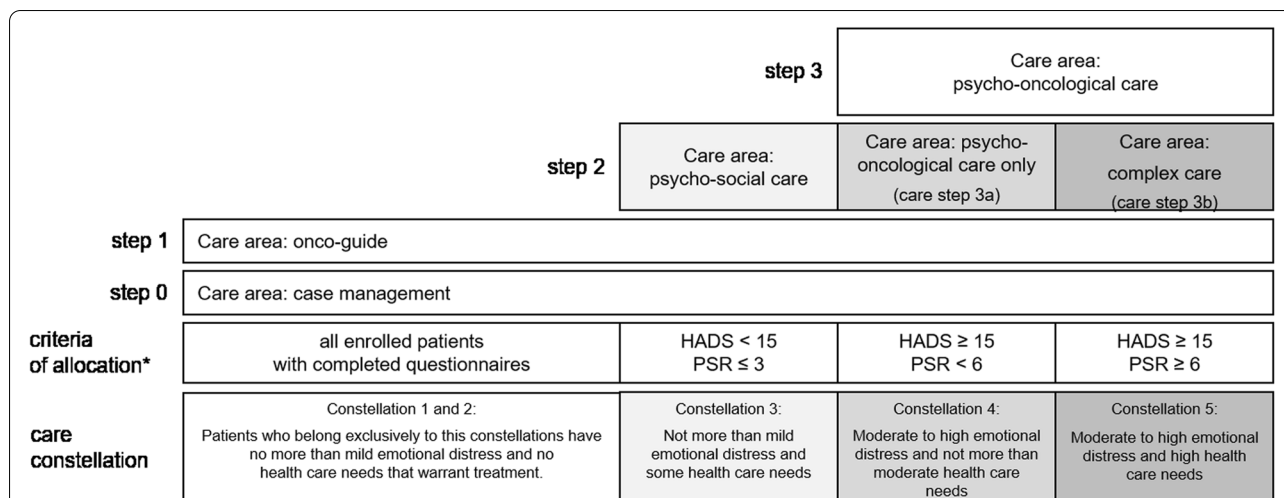 step 3
Care area:
psycho-oncological care
step 2
Care area:
psycho-social care
Care area: psycho-
oncological care only
(care step 3a)
Care area:
complex care
(care step 3b)
step 1
Care area: onco-guide
step 0
Care area: case management
criteria
of allocation*
all enrolled patients
with completed questionnaires
HADS < 15
PSR ≤ 3
HADS ≥ 15
PSR < 6
HADS ≥ 15
PSR ≥ 6
care
constellation
Constellation 1 and 2:
Patients who belong exclusively to this constellations have
no more than mild emotional distress and no
health care needs that warrant treatment.
Constellation 3:
Not more than mild
emotional distress and
some health care needs
Constellation 4:
Moderate to high emotional
distress and not more than
moderate health care
needs
Constellation 5:
Moderate to high emotional
distress and high health
care needs